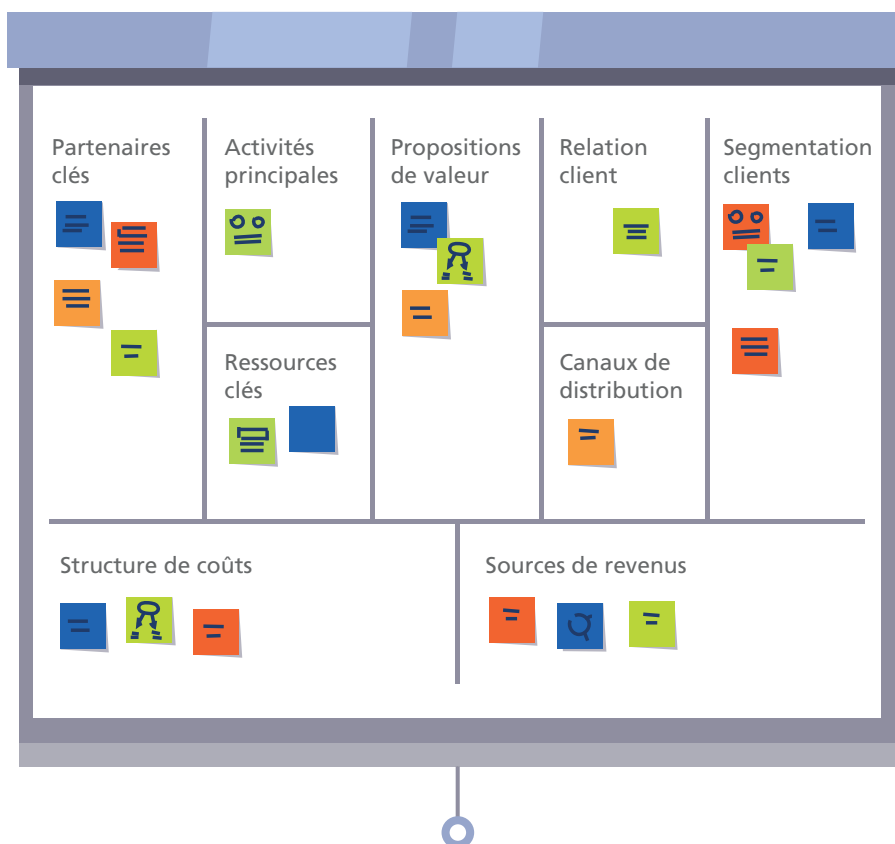 Partenaires
clés
Activités
principales
Propositions
de valeur
Relation
client
Segmentation
clients
Ressources
clés
Canaux de
distribution
Structure de coûts
Sources de revenus